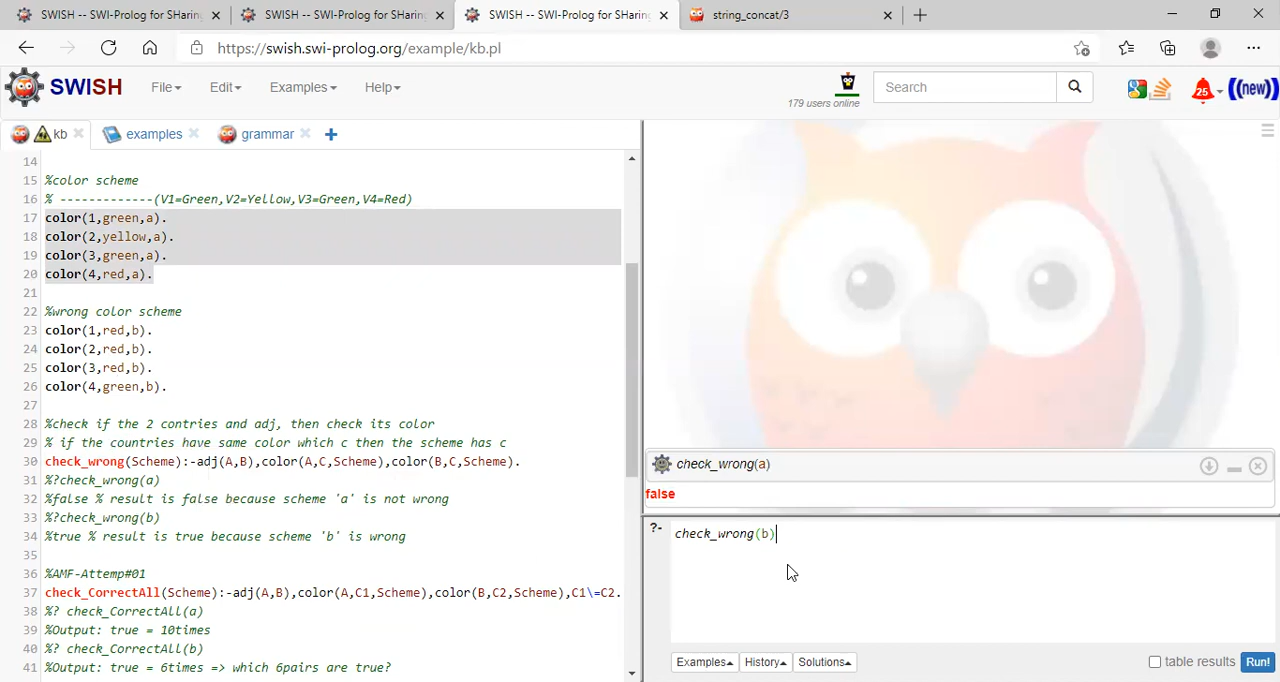 SWISH -- SWI-Prolog for SHaring
SWISH -- SWI-Prolog for SHaring
SWISH -- SWI-Prolog for SHaring
string_concat/3
https://swish.swi-prolog.org/example/kb.pl
SWISH
File
Edit
Examples
Help
179 users online
Search
25
((new))
kb
examples
grammar
14
15 %color scheme
16 % -------------(V1=Green,V2=Yellow,V3=Green,V4=Red)
17 color(1,green,a).
18 color(2,yellow,a).
19 color(3,green,a).
20 color(4,red,a).
21
22 %wrong color scheme
23 color(1,red,b).
24 color(2,red,b).
25 color(3,red,b).
26 color(4,green,b).
27
28 %check if the 2 contries and adj, then check its color
29 % if the countries have same color which c then the scheme has c
30 check_wrong(Scheme):-adj(A,B),color(A,C,Scheme),color(B,C,Scheme).
31 %?check_wrong(a)
32 %false % result is false because scheme 'a' is not wrong
33 %?check_wrong(b)
34 %true % result is true because scheme 'b' is wrong
35
36 %AMF-Attemp#01
37 check_CorrectAll(Scheme):-adj(A,B),color(A,C1,Scheme),color(B,C2,Scheme),C1\=C2.
38 %? check_CorrectAll(a)
39 %Output: true = 10times
40 %? check_CorrectAll(b)
41 %Output: true = 6times => which 6pairs are true?
check_wrong(a)
false
?- check_wrong(b)
Examples
History
Solutions
table results
Run!